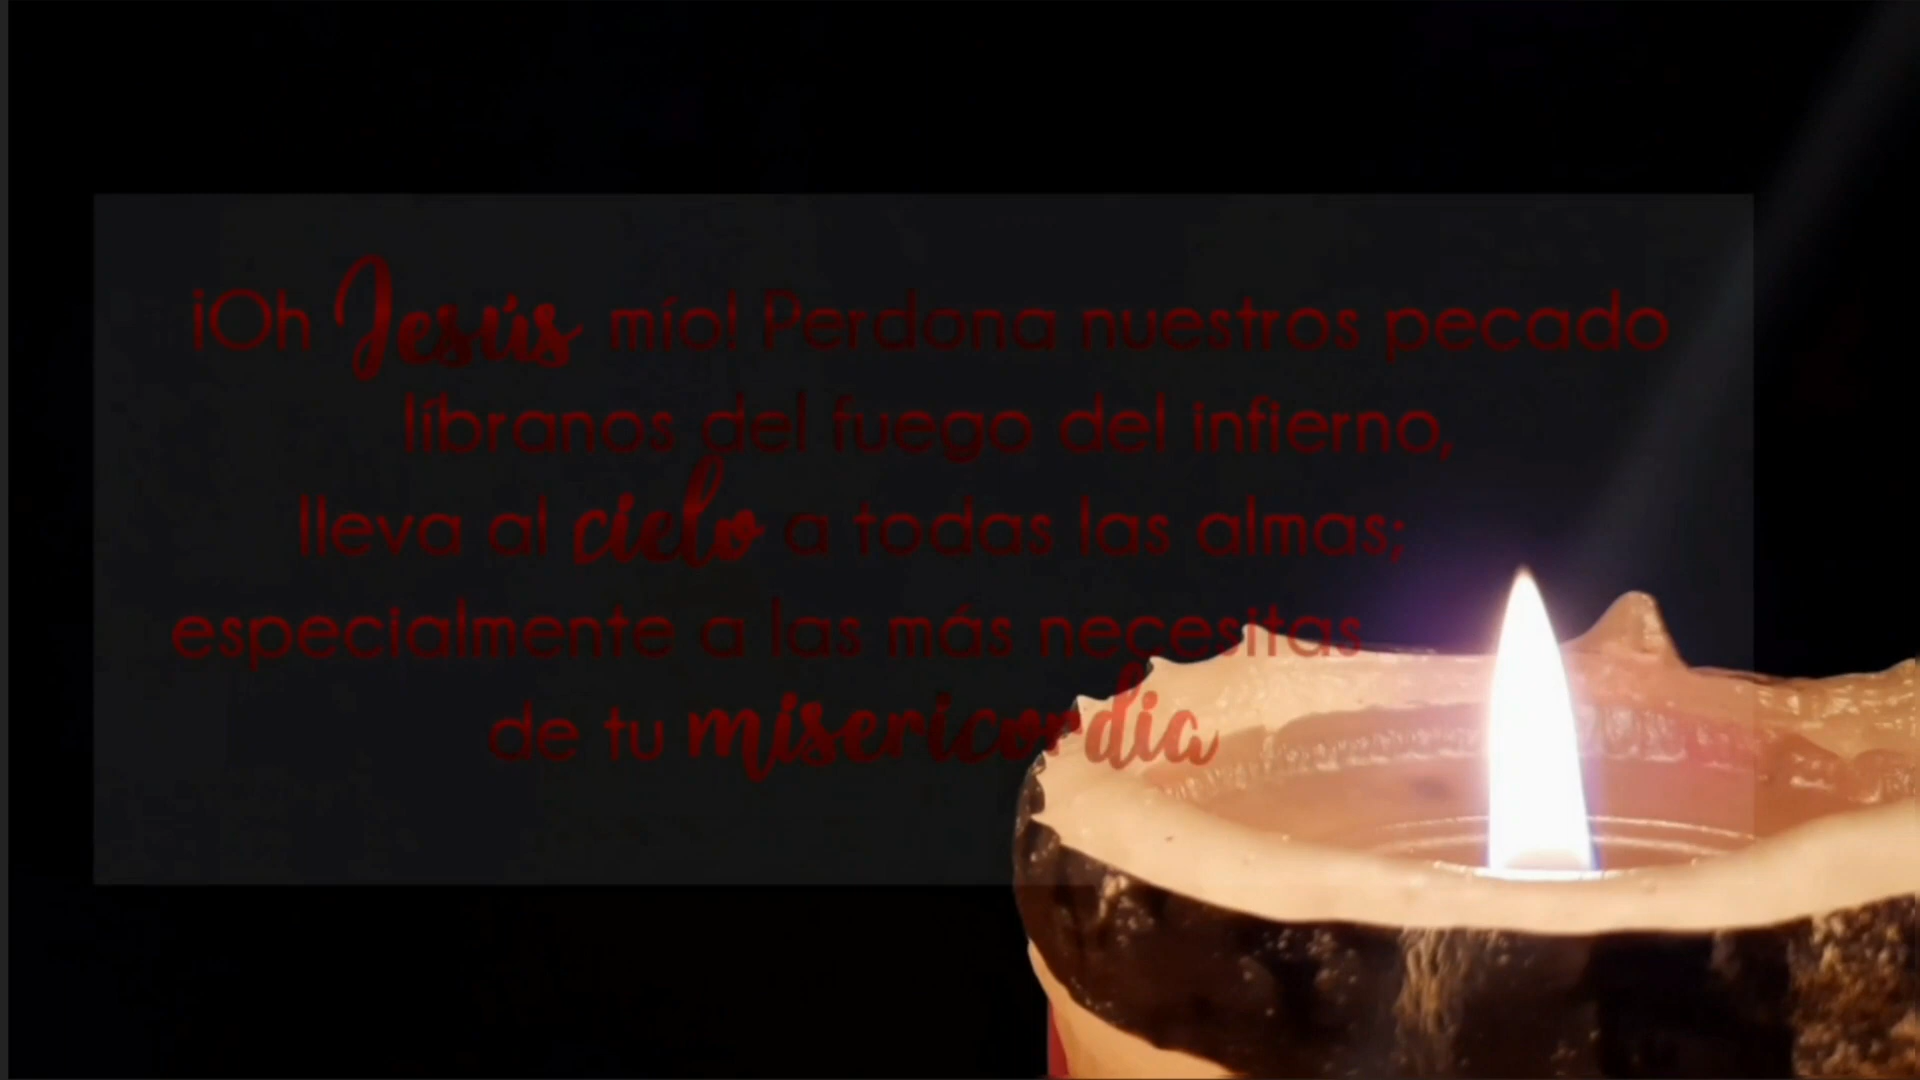 ¡Oh Jesús mío! Perdona nuestros pecado
líbranos del fuego del infierno,
lleva al cielo a todas las almas;
especialmente a las más necesitas
de tu misericordia